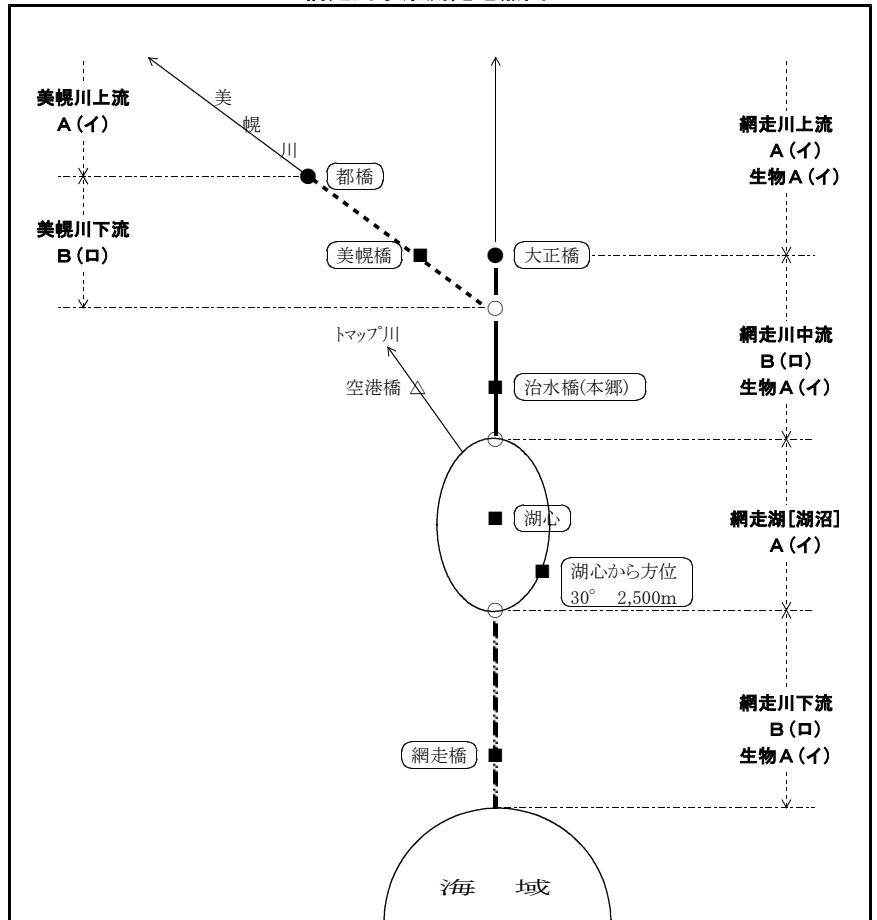 美幌川上流
A(イ)
美幌川
網走川上流
A(イ)
生物A(イ)
都橋
美幌川下流
B(ロ)
美幌橋
大正橋
トマップ川
空港橋
治水橋(本郷)
網走川中流
B(ロ)
生物A(イ)
湖心
網走湖[湖沼]
A(イ)
湖心から方位
30° 2,500m
網走川下流
B(ロ)
生物A(イ)
網走橋
海 域